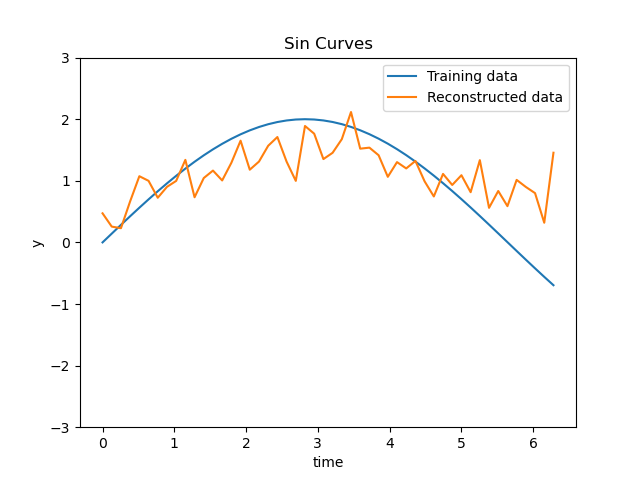 Sin Curves
Training data
Reconstructed data
3
2
1
0
−1
−2
−3
y
0
1
2
3
4
5
6
time